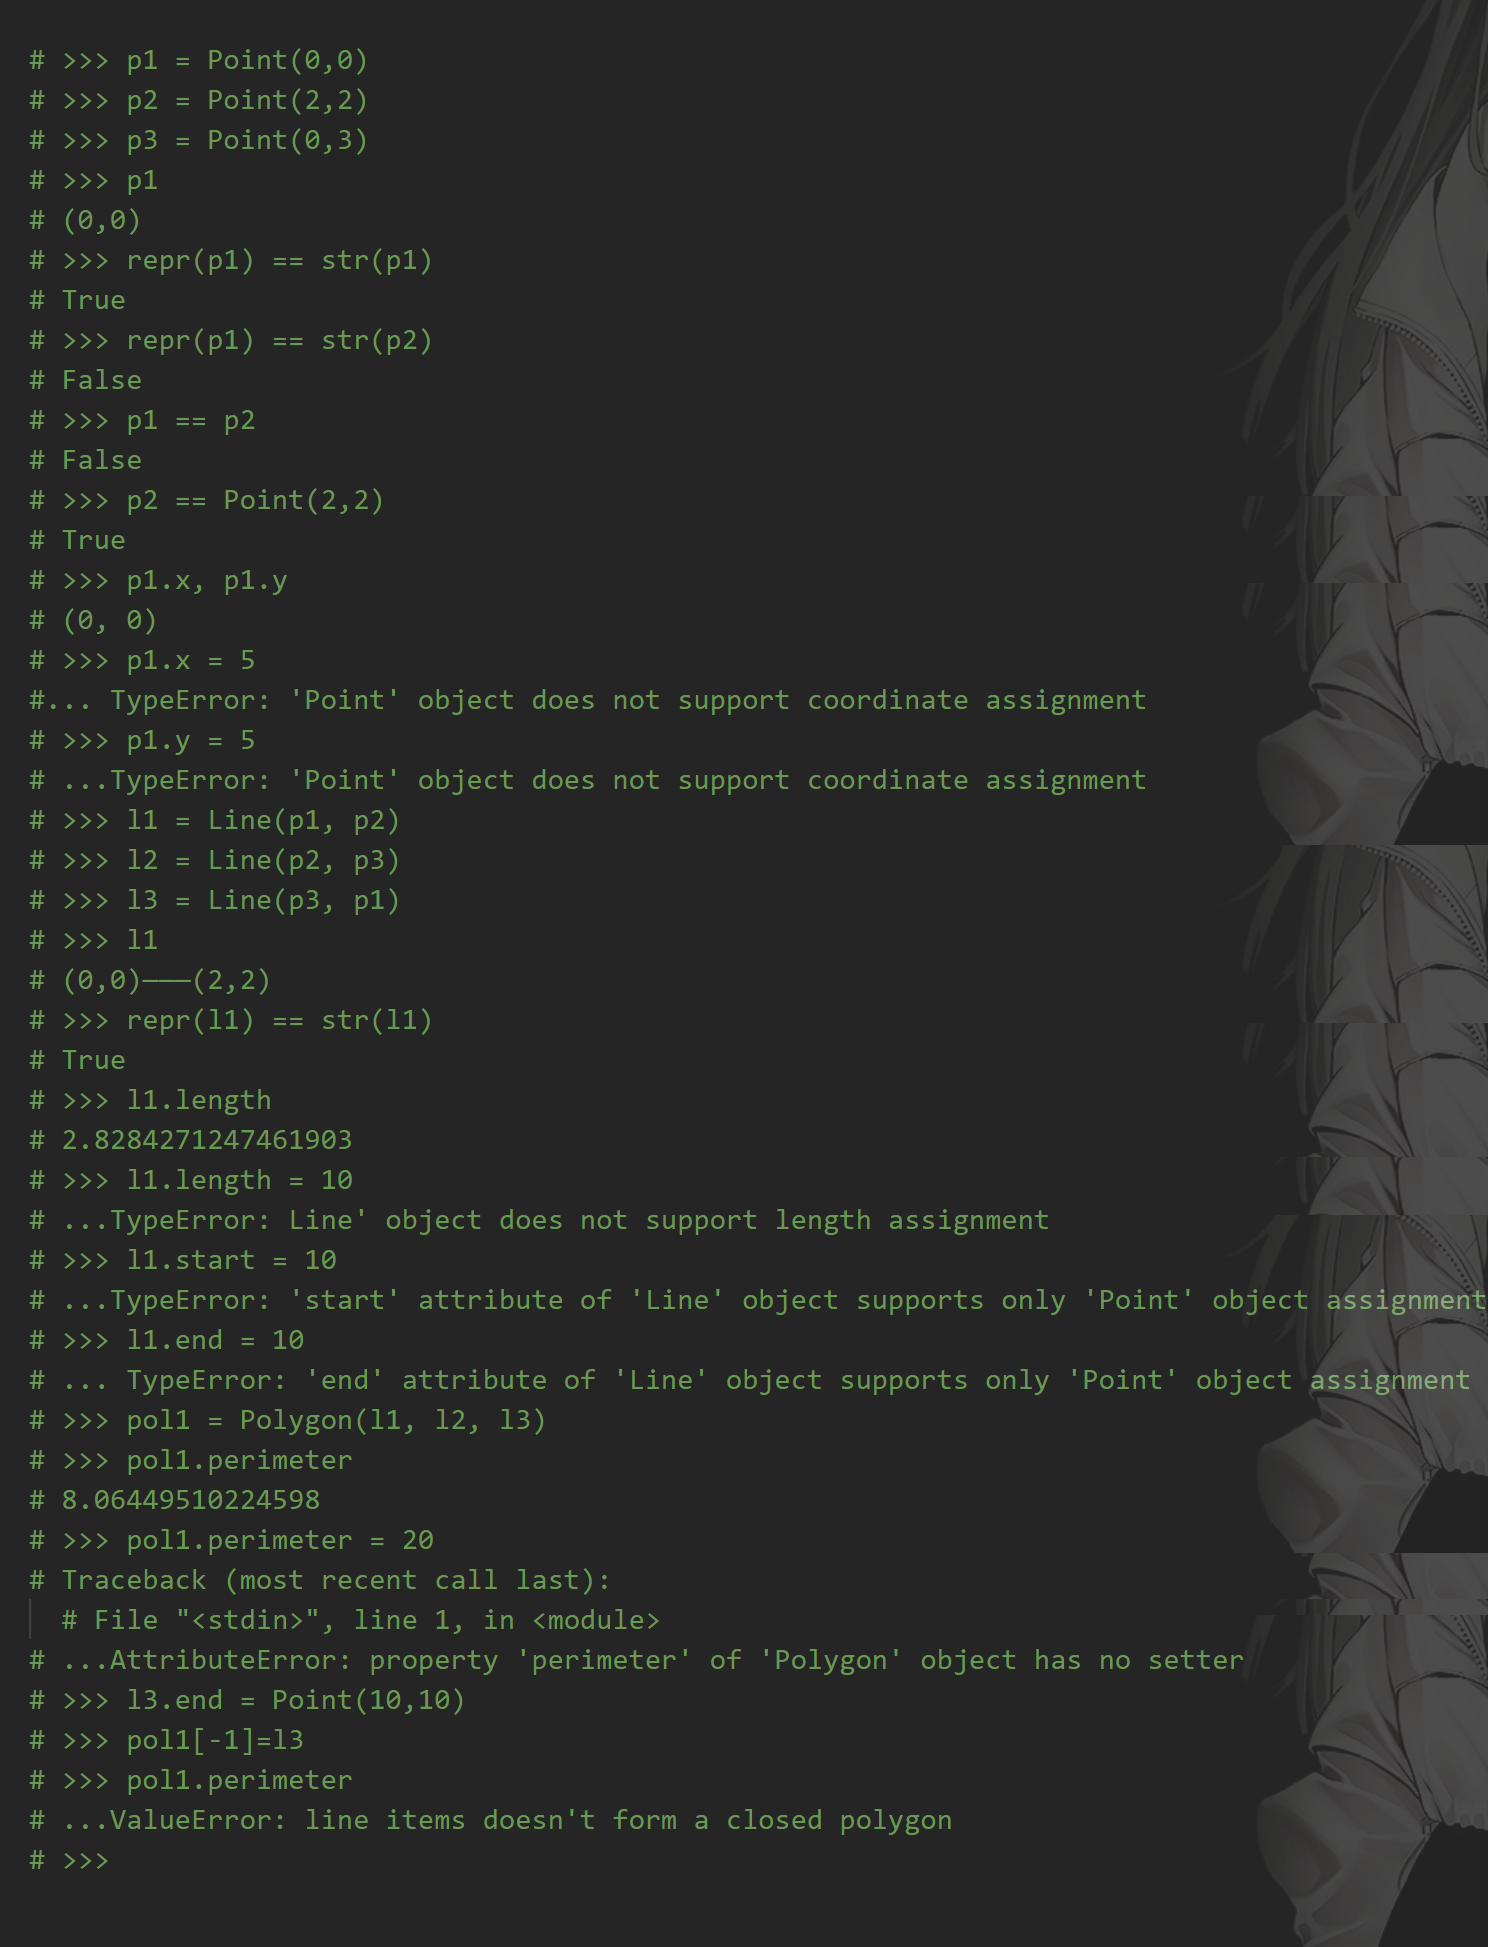 # >>> p1 = Point(0,0)
# >>> p2 = Point(2,2)
# >>> p3 = Point(0,3)
# >>> p1
# (0,0)
# >>> repr(p1) == str(p1)
# True
# >>> repr(p1) == str(p2)
# False
# >>> p1 == p2
# False
# >>> p2 == Point(2,2)
# True
# >>> p1.x, p1.y
# (0, 0)
# >>> p1.x = 5
#... TypeError: 'Point' object does not support coordinate assignment
# >>> p1.y = 5
# ...TypeError: 'Point' object does not support coordinate assignment
# >>> l1 = Line(p1, p2)
# >>> l2 = Line(p2, p3)
# >>> l3 = Line(p3, p1)
# >>> l1
# (0,0)———(2,2)
# >>> repr(l1) == str(l1)
# True
# >>> l1.length
# 2.8284271247461903
# >>> l1.length = 10
# ...TypeError: Line' object does not support length assignment
# >>> l1.start = 10
# ...TypeError: 'start' attribute of 'Line' object supports only 'Point' object assignment
# >>> l1.end = 10
# ... TypeError: 'end' attribute of 'Line' object supports only 'Point' object assignment
# >>> pol1 = Polygon(l1, l2, l3)
# >>> pol1.perimeter
# 8.06449510224598
# >>> pol1.perimeter = 20
# Traceback (most recent call last):
  # File "<stdin>", line 1, in <module>
# ...AttributeError: property 'perimeter' of 'Polygon' object has no setter
# >>> l3.end = Point(10,10)
# >>> pol1[-1]=l3
# >>> pol1.perimeter
# ...ValueError: line items doesn't form a closed polygon
# >>>